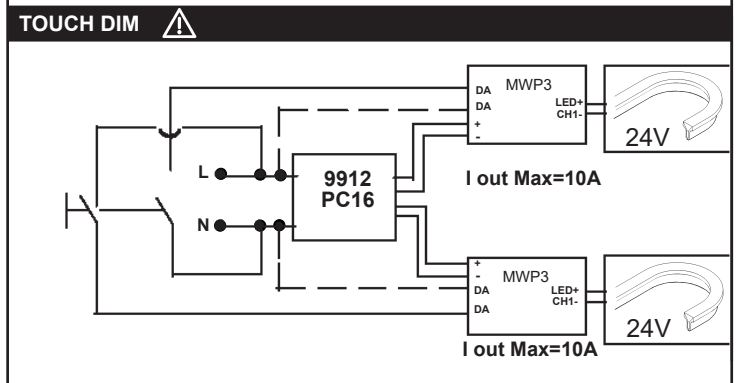 TOUCH DIM
DA
DA
+
-
MWP3
LED+
CH1-
24V
I out Max=10A
L
N
9912
PC16
+
-
DA
DA
MWP3
LED+
CH1-
24V
I out Max=10A